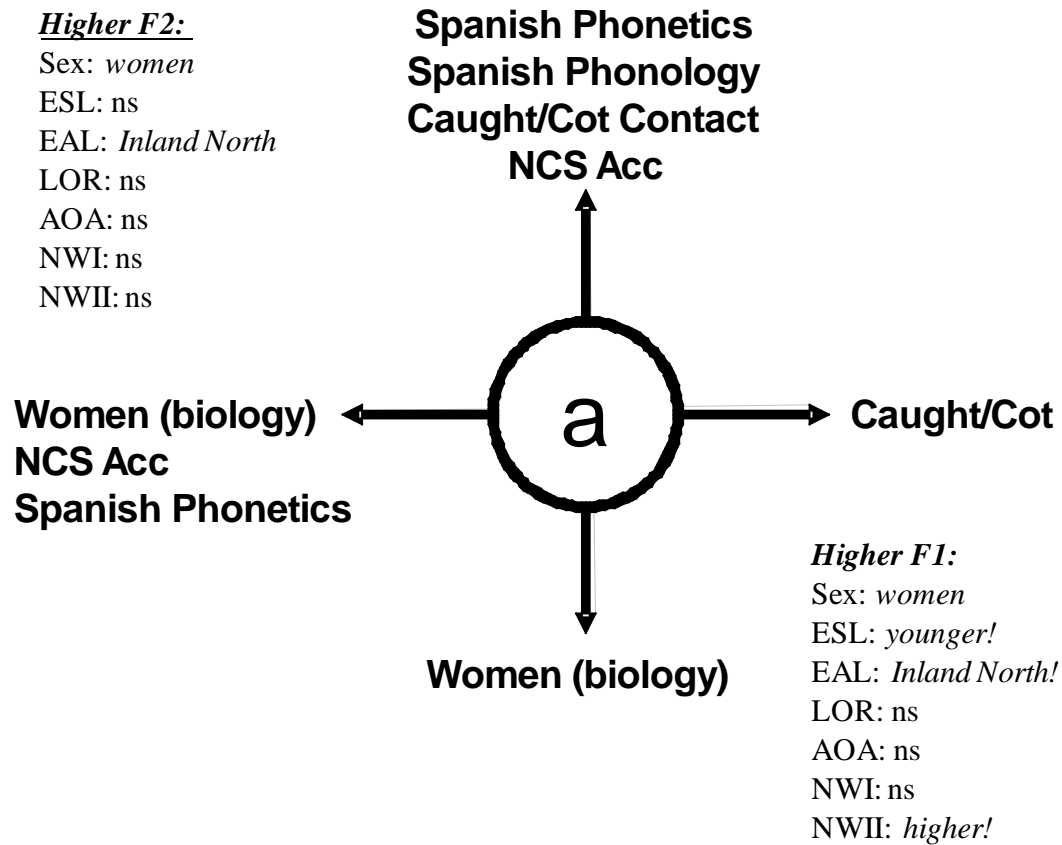 Higher F2:
Sex: women
ESL: ns
EAL: Inland North
LOR: ns
AOA: ns
NWI: ns
NWII: ns
Spanish Phonetics
Spanish Phonology
Caught/Cot Contact
NCS Acc
Women (biology)
NCS Acc
Spanish Phonetics
a
Caught/Cot
Women (biology)
Higher F1:
Sex: women
ESL: younger!
EAL: Inland North!
LOR: ns
AOA: ns
NWI: ns
NWII: higher!